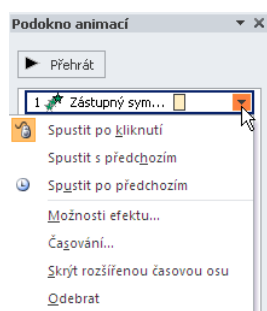 Podokno animací
Přehrát
1 Zástupný sym...
Spustit po kliknutí
Spustit s předchozím
Spustit po předchozím
Možnosti efektu...
Časování...
Skrýt rozšířenou časovou osu
Odebrat